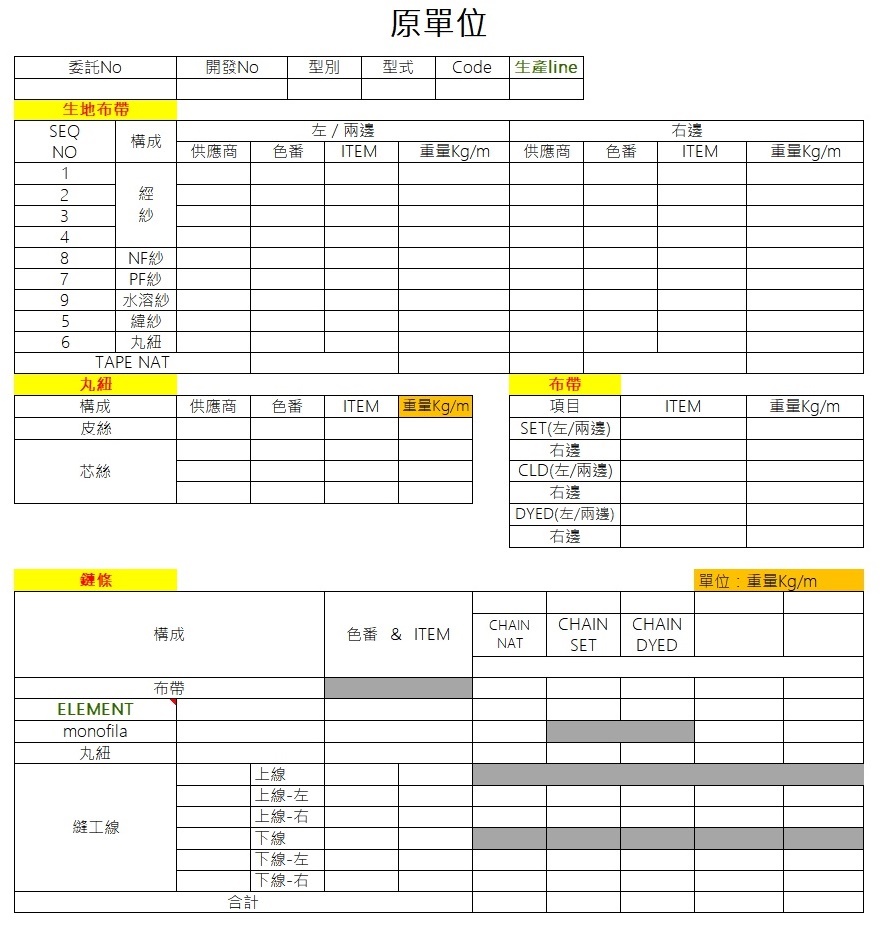 原單位
委託No 開發No 型別 型式 Code 生產line
生地布帶
SEQ NO 構成 左 / 兩邊 右邊
供應商 色番 ITEM 重量Kg/m 供應商 色番 ITEM 重量Kg/m
1 經紗
2
3
4
8 NF紗
7 PF紗
9 水溶紗
5 緯紗
6 丸紐
TAPE NAT
丸紐
構成 供應商 色番 ITEM 重量Kg/m
皮絲
芯絲
布帶
項目 ITEM 重量Kg/m
SET(左/兩邊)
右邊
CLD(左/兩邊)
右邊
DYED(左/兩邊)
右邊
鏈條 單位：重量Kg/m
構成 色番 & ITEM CHAIN NAT CHAIN SET CHAIN DYED
布帶
ELEMENT
monofila
丸紐
縫工線 上線
上線-左
上線-右
下線
下線-左
下線-右
合計